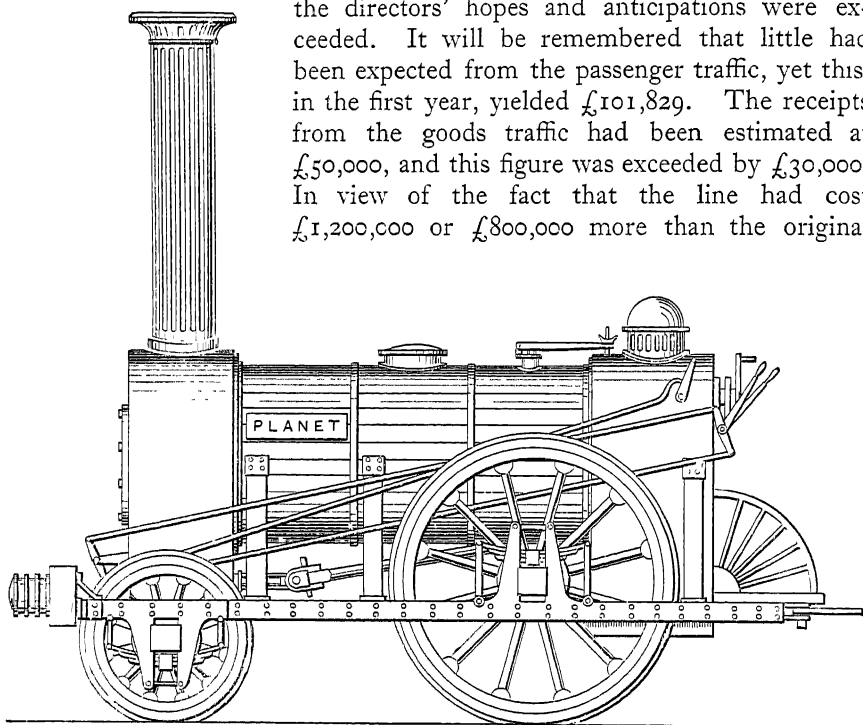 the directors' hopes and anticipations were ex-
ceeded. It will be remembered that little had
been expected from the passenger traffic, yet this
in the first year, yielded £101,829. The receipts
from the goods traffic had been estimated a
£50,000, and this figure was exceeded by £30,000
In view of the fact that the line had cos
£1,200,000 or £800,000 more than the origina
PLANET